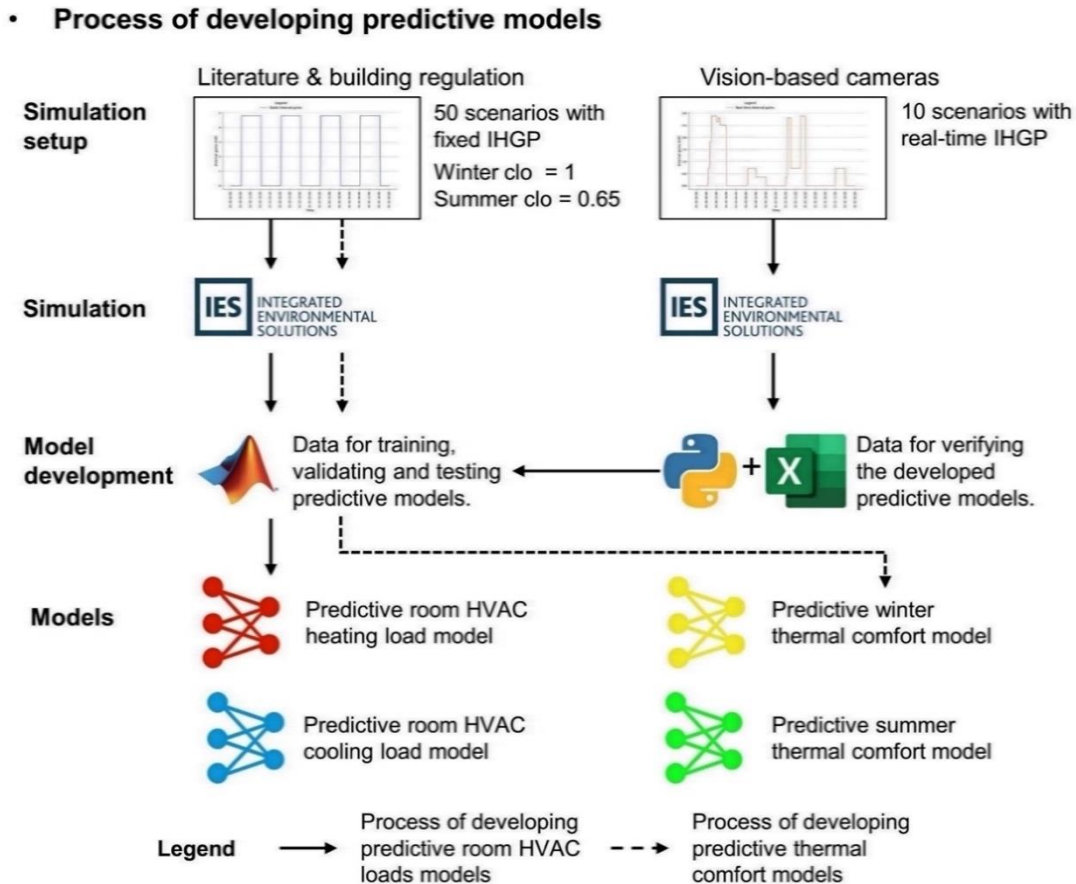 • Process of developing predictive models
Literature & building regulation
Vision-based cameras
Simulation
setup
50 scenarios with
fixed IHGP
Winter clo = 1
Summer clo = 0.65
10 scenarios with
real-time IHGP
Simulation
IES INTEGRATED
ENVIRONMENTAL
SOLUTIONS
IES INTEGRATED
ENVIRONMENTAL
SOLUTIONS
Model
development
Data for training,
validating and testing
predictive models.
+
X
Data for verifying
the developed
predictive models.
Models
Predictive room HVAC
heating load model
Predictive winter
thermal comfort model
Predictive room HVAC
cooling load model
Predictive summer
thermal comfort model
Legend
Process of developing
predictive room HVAC
loads models
Process of developing
predictive thermal
comfort models